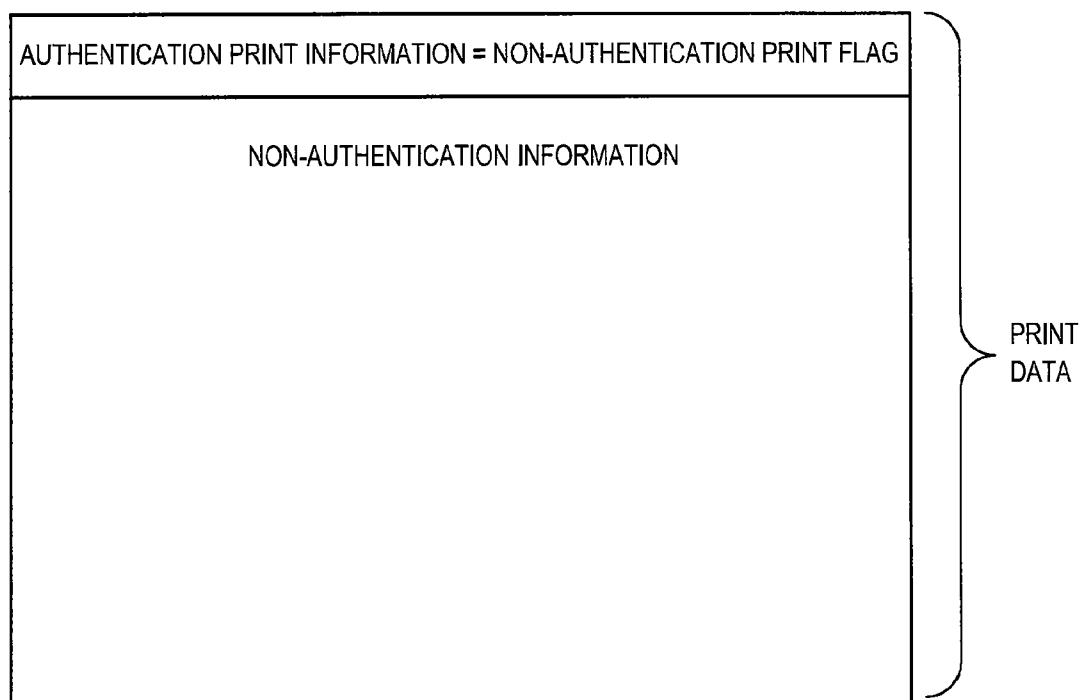 AUTHENTICATION PRINT INFORMATION = NON-AUTHENTICATION PRINT FLAG
NON-AUTHENTICATION INFORMATION
PRINT
DATA